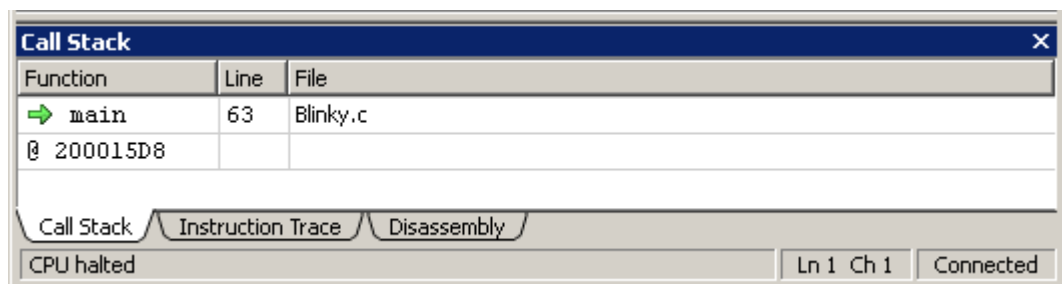 Call Stack ×
Function Line File
main 63 Blinky.c
@ 200015D8
Call Stack Instruction Trace Disassembly
CPU halted Ln 1 Ch 1 Connected